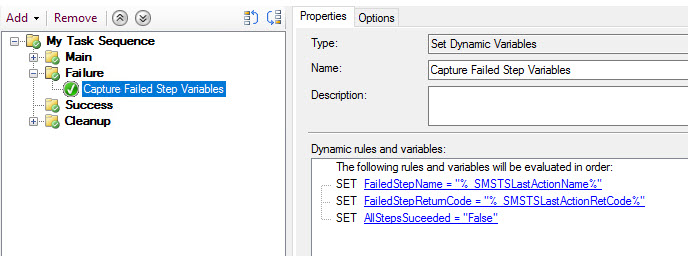 Add Remove
My Task Sequence
Main
Failure
Capture Failed Step Variables
Success
Cleanup
Properties Options
Type: Set Dynamic Variables
Name: Capture Failed Step Variables
Description:
Dynamic rules and variables:
The following rules and variables will be evaluated in order:
SET FailedStepName = "%_SMSTSLastActionName%"
SET FailedStepReturnCode = "%_SMSTSLastActionRetCode%"
SET AllStepsSuceeded = "False"